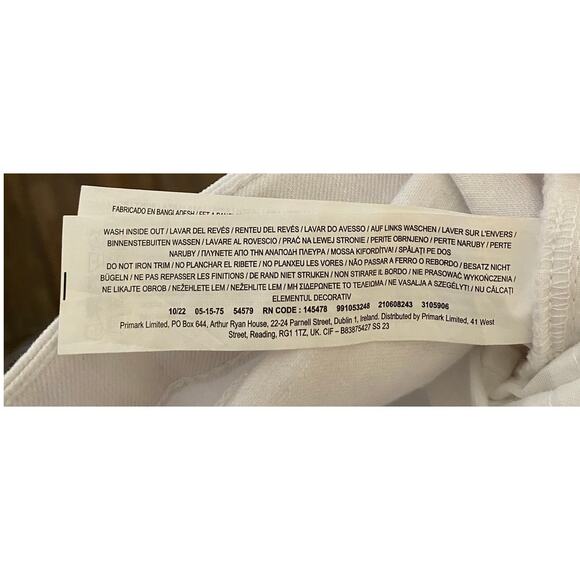 FABRICADO EN BANGLADESH /
WASH INSIDE OUT / LAVAR DEL REVÉS / RENTEU DEL REVÉS / LAVAR DO AVESSO / AUF LINKS WASCHEN / LAVER SUR L'ENVERS /
BINNENSTEBUITEN WASSEN / LAVARE AL ROVESCIO / PRAĆ NA LEWEJ STRONIE / PERITE OBRNJENO / PERTE NARUBY / PERTE
NARUBY / ΠΛΥΝΕΤΕ ΑΠΟ ΤΗΝ ΑΝΑΠΟΔΗ ΠΛΕΥΡΑ / MOSSA KIFORDÍTVA! / SPĂLAȚI PE DOS
DO NOT IRON TRIM / NO PLANCHAR EL RIBETE / NO PLANXEU LES VORES / NÃO PASSAR A FERRO O REBORDO / BESATZ NICHT
BÜGELN / NE PAS REPASSER LES FINITIONS / DE RAND NIET STRIJKEN / NON STIRARE IL BORDO / NIE PRASOWAĆ WYKOŃCZENIA /
NE LIKAJTE OBROB / NEŽEHLETE LEM / NEŽEHLITE LEM / ΜΗ ΣΙΔΕΡΩΝΕΤΕ ΤΟ ΤΕΛΕΙΩΜΑ / NE VASALJA A SZEGÉLYT! / NU CĂLCAȚI
ELEMENTUL DECORATIV
10/22 05-15-75 54579 RN CODE : 145478 991053248 210608243 3105906
Primark Limited, PO Box 644, Arthur Ryan House, 22-24 Parnell Street, Dublin 1, Ireland. Distributed by Primark Limited, 41 West
Street, Reading, RG1 1TZ, UK. CIF – B83875427 SS 23